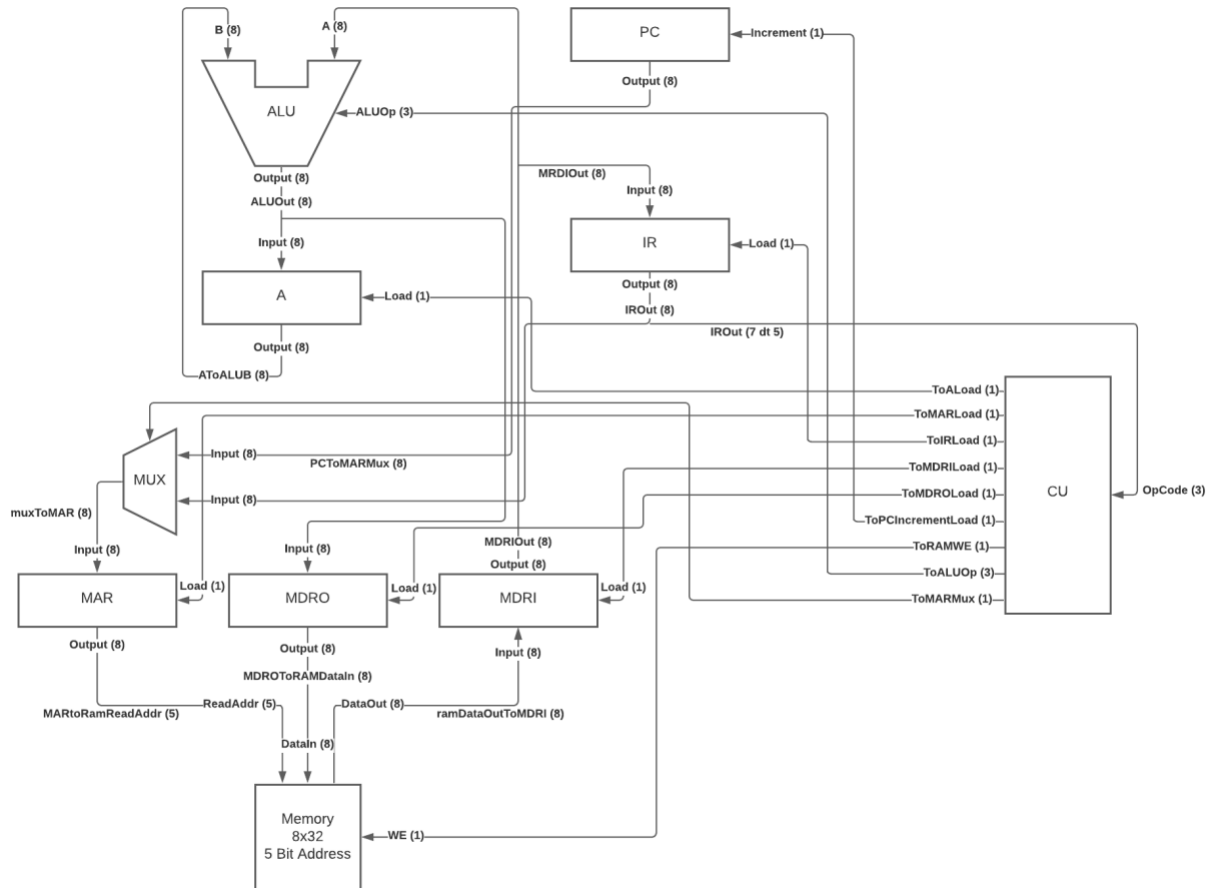 B (8)
A (8)
PC
Increment (1)
Output (8)
ALU
ALUOp (3)
Output (8)
MRDIOut (8)
Input (8)
ALUOut (8)
Input (8)
IR
Load (1)
Output (8)
A
Load (1)
IROut (8)
IROut (7 dt 5)
Output (8)
AToALUB (8)
ToALoad (1)
ToMARLoad (1)
ToIRLoad (1)
Input (8)
PCToMARMux (8)
ToMDRILoad (1)
MUX
Input (8)
ToMDROLoad (1)
CU
OpCode (3)
muxToMAR (8)
ToPCIncrementLoad (1)
Input (8)
Input (8)
MDRIOut (8)
ToRAMWE (1)
Output (8)
ToALUOp (3)
MAR
Load (1)
MDRO
Load (1)
MDRI
Load (1)
ToMARMux (1)
Output (8)
Output (8)
Input (8)
MDROToRAMDataIn (8)
MARtoRamReadAddr (5)
ReadAddr (5)
DataOut (8)
ramDataOutToMDRI (8)
DataIn (8)
Memory
8x32
5 Bit Address
WE (1)